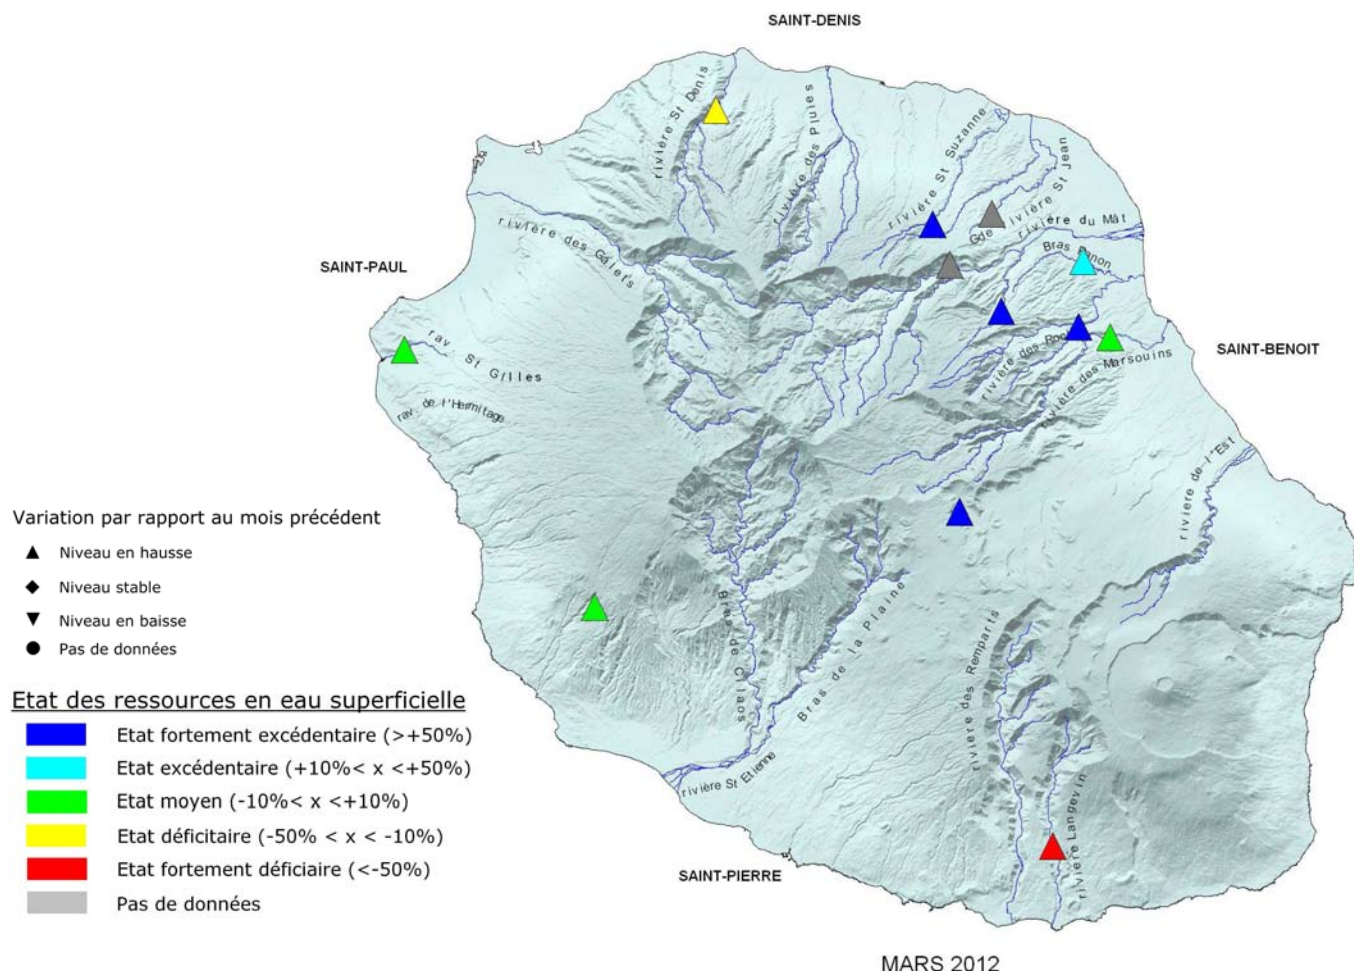 SAINT-DENIS
rivière St Denis
rivière des Pluies
rivière St Suzanne
Gde Rivière St Jean
rivière du Mât
rivière des Galets
SAINT-PAUL
rav. St Gilles
rav. de l'Hermitage
SAINT-BENOIT
rivière des Marsouins
rivière de l'Est
Variation par rapport au mois précédent
Niveau en hausse
Niveau stable
Niveau en baisse
Pas de données
Bras de Cilaos
Bras de la Plaine
rivière des Remparts
rivière Langevin
rivière St Etienne
Etat des ressources en eau superficielle
Etat fortement excédentaire (>+50%)
Etat excédentaire (+10%< x <+50%)
Etat moyen (-10%< x <+10%)
Etat déficitaire (-50% < x < -10%)
Etat fortement déficiaire (<-50%)
Pas de données
SAINT-PIERRE
MARS 2012